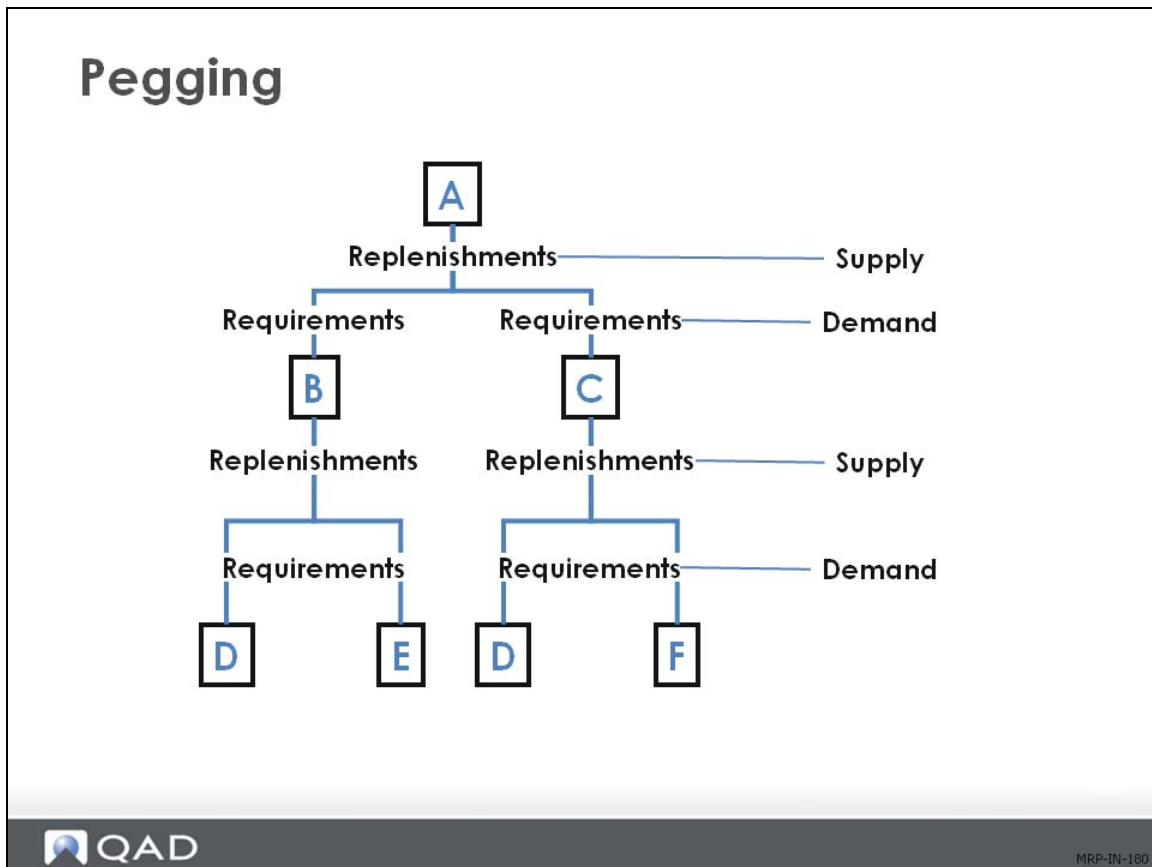 Pegging
A
Replenishments Supply
Requirements Requirements Demand
B C
Replenishments Replenishments Supply
Requirements Requirements Demand
D E D F
QAD
MRP-IN-180